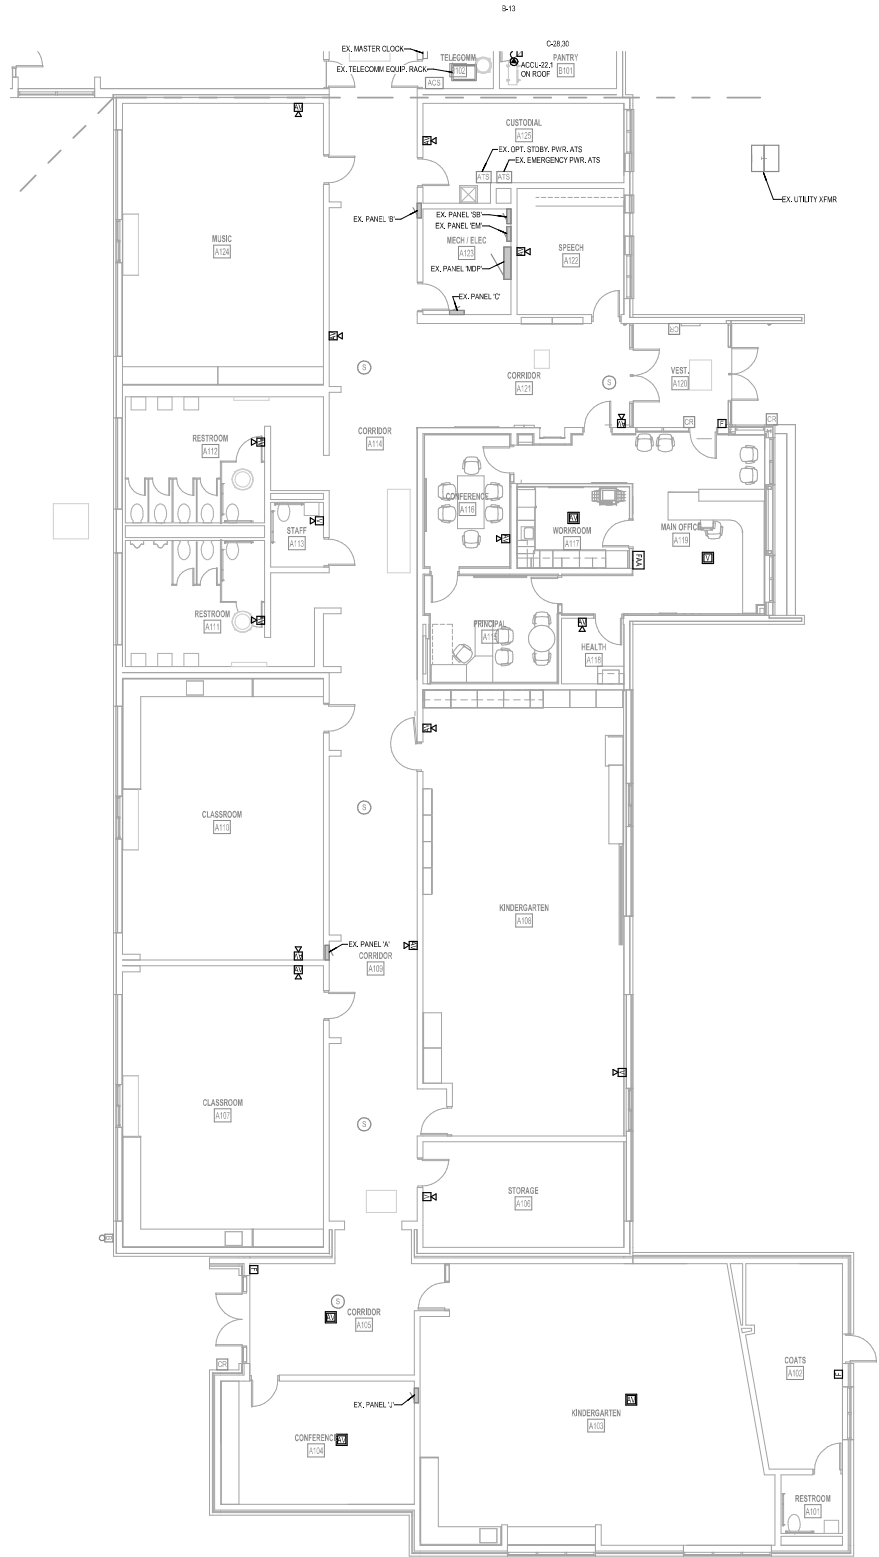 B-13
C-28,30
EX. MASTER CLOCK
TELECOMM
B102
PANTRY
B101
EX. TELECOMM EQUIP. RACK
ACCU-22.1
ON ROOF
ACS
CUSTODIAL
A125
EX. OPT. STDBY. PWR. ATS
EX. EMERGENCY PWR. ATS
ATS
ATS
EX. UTILITY XFMR
EX. PANEL 'B'
EX. PANEL 'SB'
EX. PANEL 'EM'
MECH / ELEC
A123
EX. PANEL 'MDP'
EX. PANEL 'C'
MUSIC
A124
SPEECH
A122
CR
S
CORRIDOR
A121
S
VEST.
A120
CR
F
CR
CORRIDOR
A114
RESTROOM
A112
CONFERENCE
A116
STAFF
A113
WORKROOM
A117
MAIN OFFICE
A119
FAA
RESTROOM
A111
PRINCIPAL
A115
HEALTH
A118
CLASSROOM
A110
S
KINDERGARTEN
A108
EX. PANEL 'A'
CORRIDOR
A109
CLASSROOM
A107
S
STORAGE
A106
F
S
CORRIDOR
A105
CR
COATS
A102
F
EX. PANEL 'J'
KINDERGARTEN
A103
CONFERENCE
A104
RESTROOM
A101